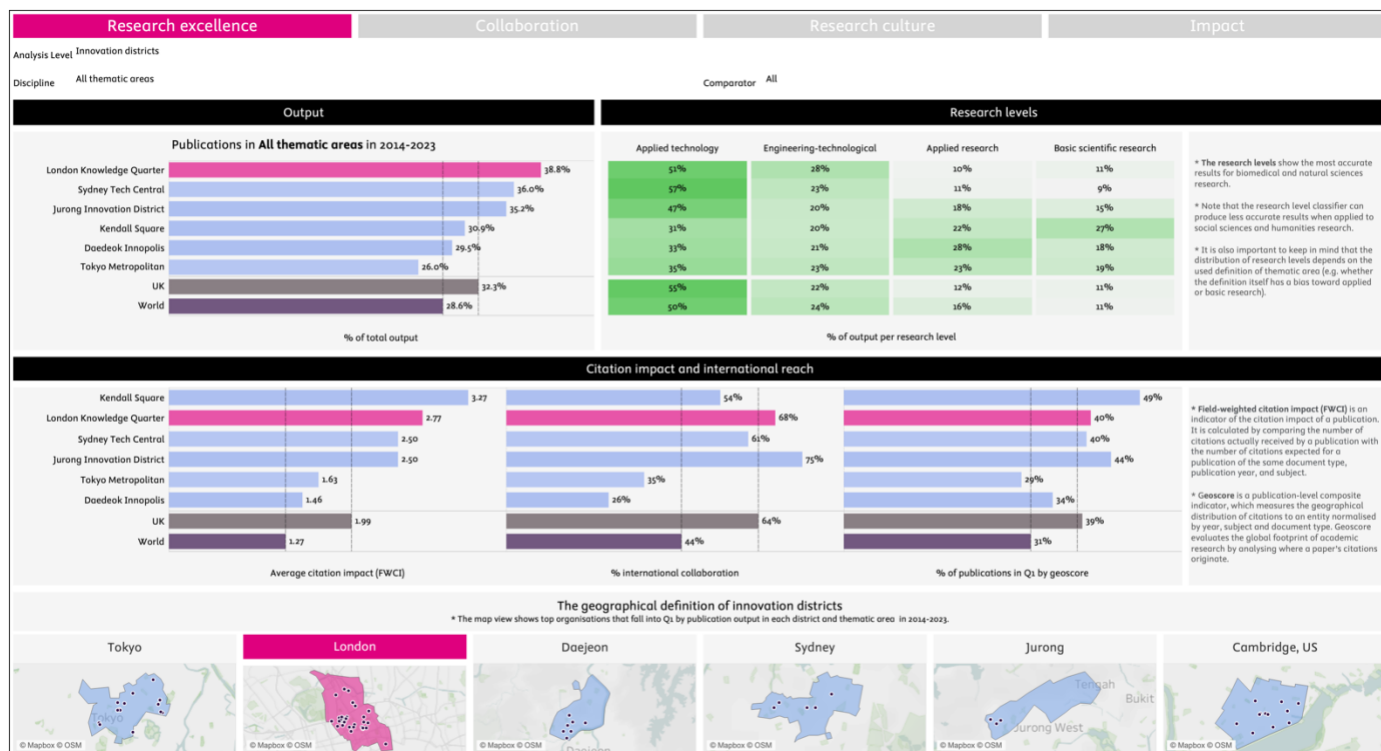 Research excellence
Collaboration
Research culture
Impact
Analysis Level Innovation districts
Discipline All thematic areas
Comparator All
Output
Publications in All thematic areas in 2014-2023
London Knowledge Quarter 38.8%
Sydney Tech Central 36.0%
Jurong Innovation District 35.2%
Kendall Square 30.9%
Daedeok Innopolis 29.5%
Tokyo Metropolitan 26.0%
UK 32.3%
World 28.6%
% of total output
Research levels
Applied technology Engineering-technological Applied research Basic scientific research
51% 28% 10% 11%
57% 23% 11% 9%
47% 20% 18% 15%
31% 20% 22% 27%
33% 21% 28% 18%
35% 23% 23% 19%
55% 22% 12% 11%
50% 24% 16% 11%
% of output per research level
* The research levels show the most accurate
results for biomedical and natural sciences
research.
* Note that the research level classifier can
produce less accurate results when applied to
social sciences and humanities research.
* It is also important to keep in mind that the
distribution of research levels depends on the
used definition of thematic area (e.g. whether
the definition itself has a bias toward applied
or basic research).
Citation impact and international reach
Kendall Square 3.27 54% 49%
London Knowledge Quarter 2.77 68% 40%
Sydney Tech Central 2.50 61% 40%
Jurong Innovation District 2.50 75% 44%
Tokyo Metropolitan 1.63 35% 29%
Daedeok Innopolis 1.46 26% 34%
UK 1.99 64% 39%
World 1.27 44% 31%
Average citation impact (FWCI) % international collaboration % of publications in Q1 by geoscore
* Field-weighted citation impact (FWCI) is an
indicator of the citation impact of a publication.
It is calculated by comparing the number of
citations actually received by a publication with
the number of citations expected for a
publication of the same document type,
publication year, and subject.
* Geoscore is a publication-level composite
indicator, which measures the geographical
distribution of citations to an entity normalised
by year, subject and document type. Geoscore
evaluates the global footprint of academic
research by analysing where a paper's citations
originate.
The geographical definition of innovation districts
* The map view shows top organisations that fall into Q1 by publication output in each district and thematic area in 2014-2023.
Tokyo
London
Daejeon
Sydney
Jurong
Cambridge, US
Tokyo
Tengah
Bukit
Jurong West
Daejeon
© Mapbox © OSM
© Mapbox © OSM
© Mapbox © OSM
© Mapbox © OSM
© Mapbox © OSM
© Mapbox © OSM